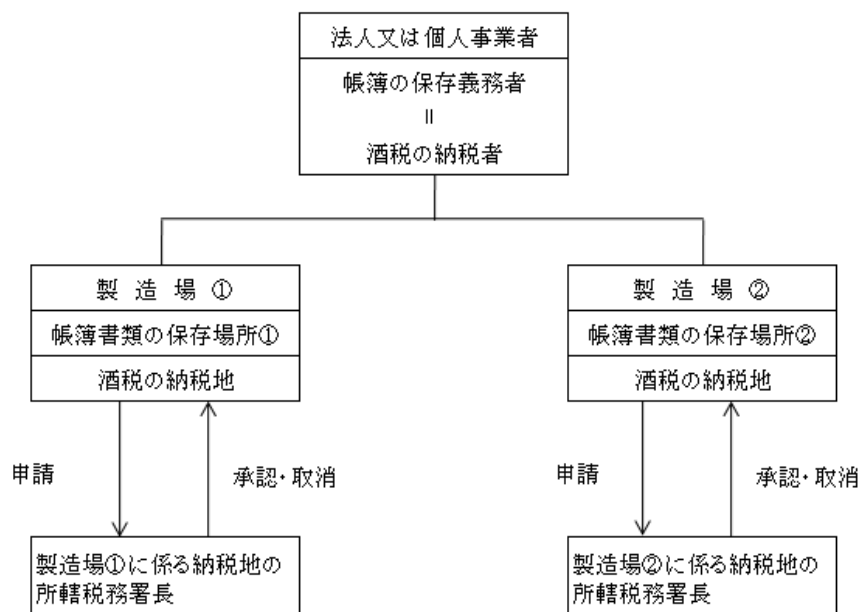 法人又は個人事業者
帳簿の保存義務者
＝
酒税の納税者
製造場①
帳簿書類の保存場所①
酒税の納税地
申請
承認・取消
製造場①に係る納税地の
所轄税務署長
製造場②
帳簿書類の保存場所②
酒税の納税地
申請
承認・取消
製造場②に係る納税地の
所轄税務署長